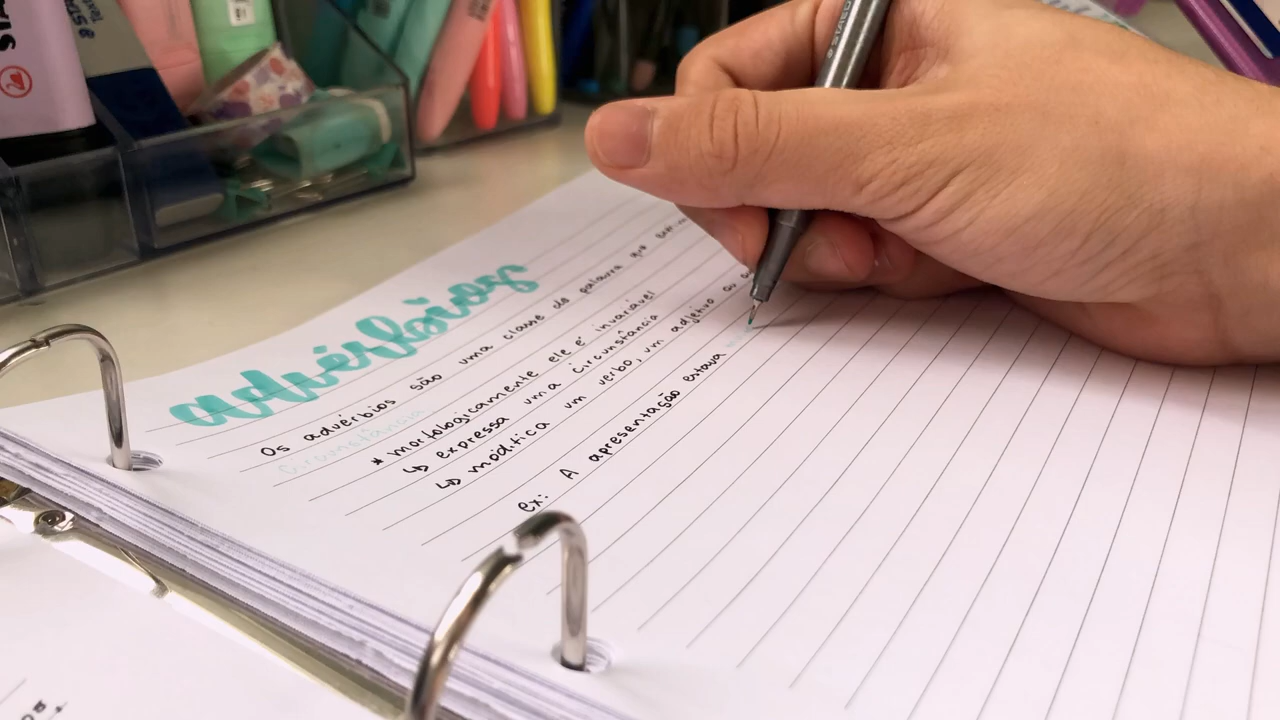 advérbios
Os advérbios são uma classe de palavra que
circunstância
* morfologicamente ele é invariável
↳ expressa uma circunstância
↳ modifica um verbo, um adjetivo ou
ex: A apresentação estava